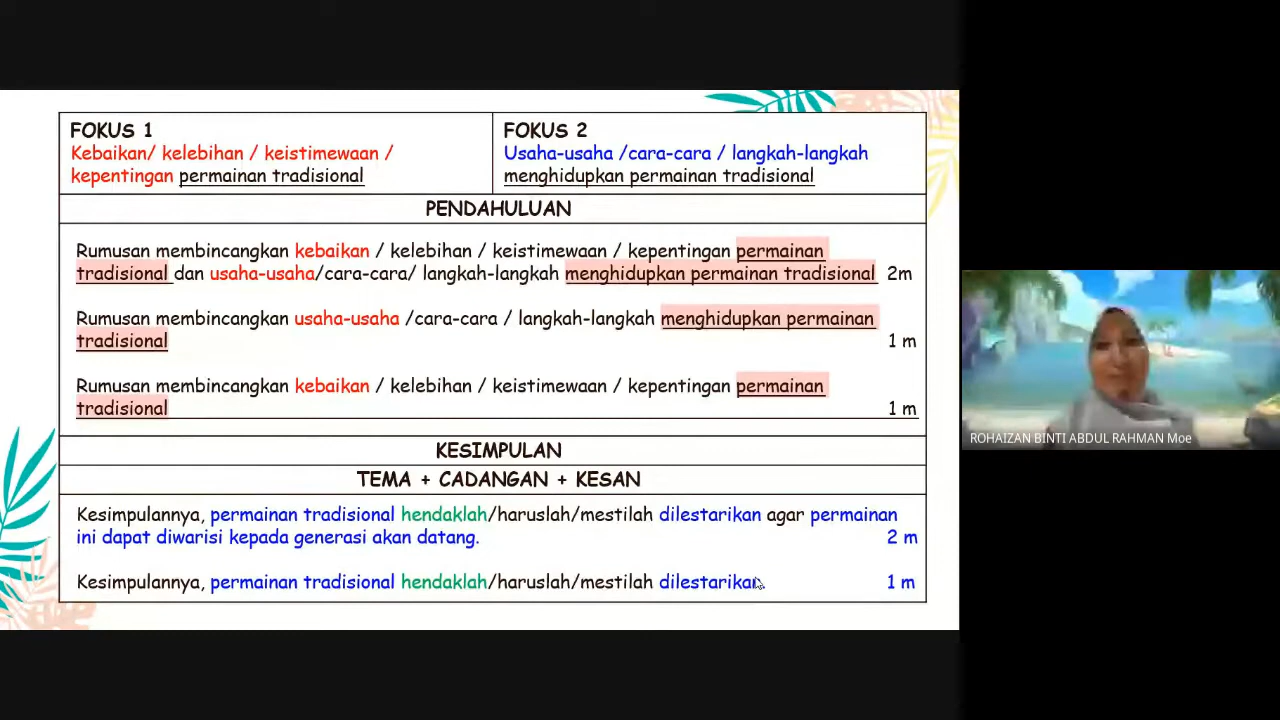 FOKUS 1
Kebaikan/ kelebihan / keistimewaan /
kepentingan permainan tradisional
FOKUS 2
Usaha-usaha /cara-cara / langkah-langkah
menghidupkan permainan tradisional
PENDAHULUAN
Rumusan membincangkan kebaikan / kelebihan / keistimewaan / kepentingan permainan
tradisional dan usaha-usaha/cara-cara/ langkah-langkah menghidupkan permainan tradisional 2m
Rumusan membincangkan usaha-usaha /cara-cara / langkah-langkah menghidupkan permainan
tradisional 1 m
Rumusan membincangkan kebaikan / kelebihan / keistimewaan / kepentingan permainan
tradisional 1 m
KESIMPULAN
TEMA + CADANGAN + KESAN
Kesimpulannya, permainan tradisional hendaklah/haruslah/mestilah dilestarikan agar permainan
ini dapat diwarisi kepada generasi akan datang. 2 m
Kesimpulannya, permainan tradisional hendaklah/haruslah/mestilah dilestarikan 1 m
ROHAIZAN BINTI ABDUL RAHMAN Moe